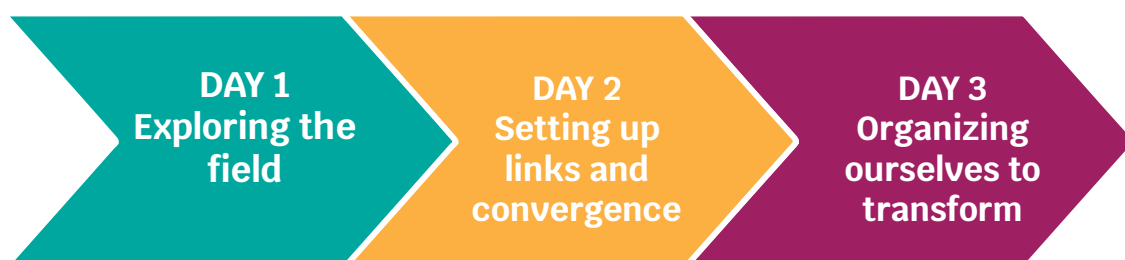 DAY 1
Exploring the
field
DAY 2
Setting up
links and
convergence
DAY 3
Organizing
ourselves to
transform